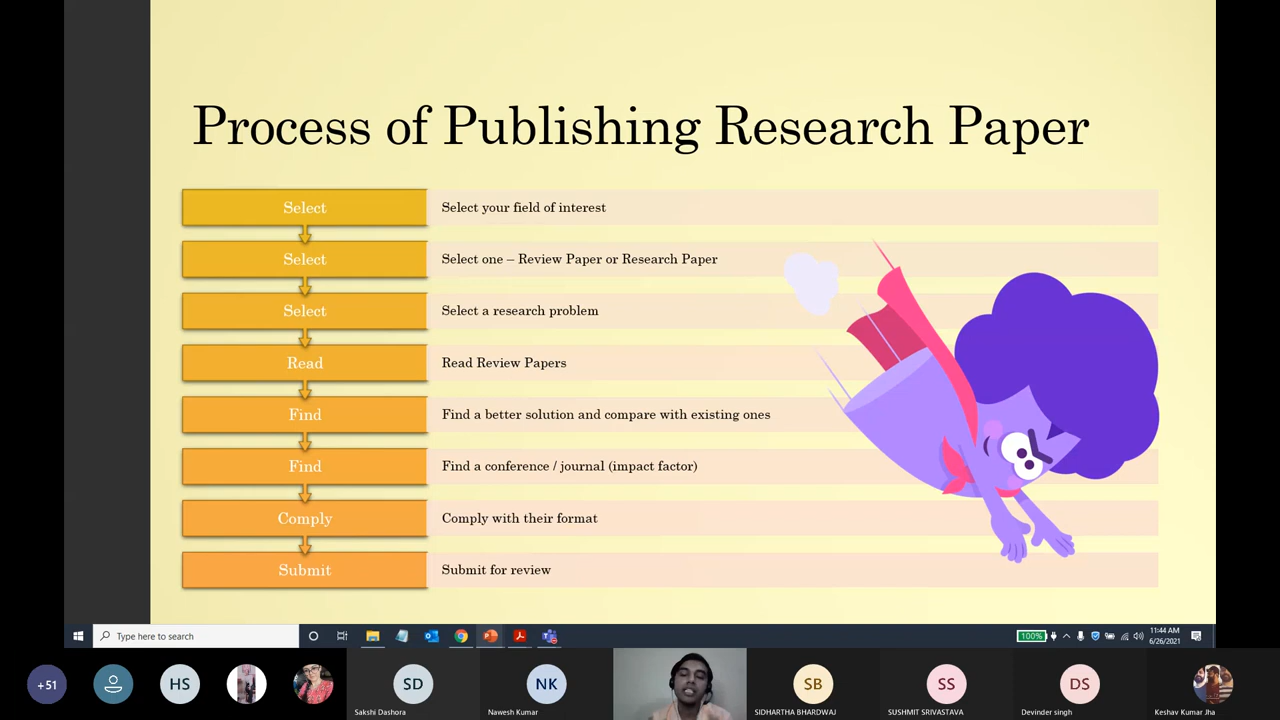 Process of Publishing Research Paper
Select
Select your field of interest
Select
Select one – Review Paper or Research Paper
Select
Select a research problem
Read
Read Review Papers
Find
Find a better solution and compare with existing ones
Find
Find a conference / journal (impact factor)
Comply
Comply with their format
Submit
Submit for review
Type here to search
100%
11:44 AM
6/26/2021
+51
HS
SD
Sakshi Dashora
NK
Nawesh Kumar
SB
SIDHARTHA BHARDWAJ
SS
SUSHMIT SRIVASTAVA
DS
Devinder singh
Keshav Kumar Jha